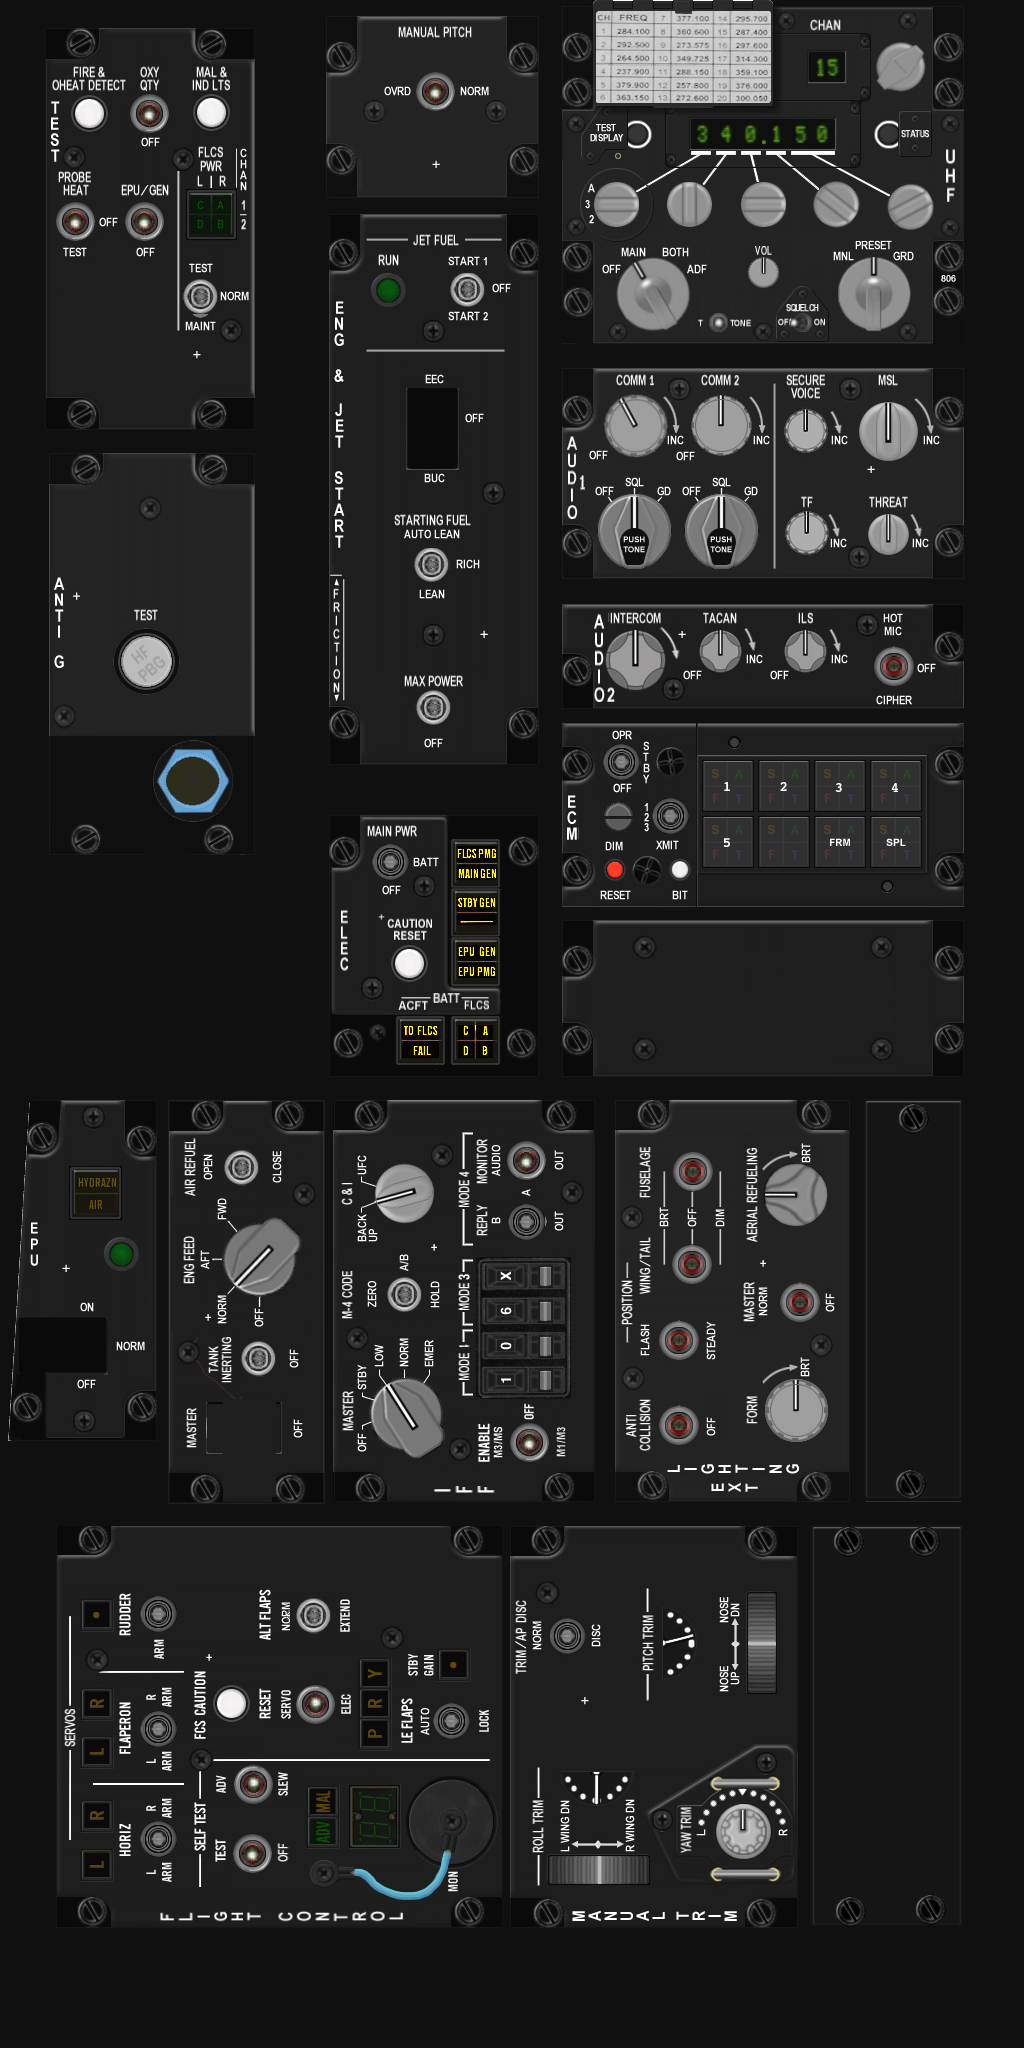 TEST
FIRE &
OHEAT DETECT
OXY
QTY
OFF
MAL &
IND LTS
PROBE
HEAT
OFF
TEST
EPU/GEN
OFF
FLCS
PWR
L R
CHAN
C A
D B
1
2
TEST
NORM
MAINT
MANUAL PITCH
OVRD
NORM
CH FREQ 7 377.100 14 295.700
1 284.100 8 360.600 15 287.400
2 292.500 9 273.575 16 297.600
3 264.500 10 349.725 17 314.300
4 237.900 11 288.150 18 359.100
5 379.900 12 257.800 19 376.000
6 363.150 13 272.600 20 300.050
CHAN
15
TEST
DISPLAY
340.150
STATUS
UHF
A
3
2
OFF
MAIN
BOTH
ADF
VOL
PRESET
MNL
GRD
806
T
TONE
SQUELCH
OFF
ON
ENG & JET START
JET FUEL
RUN
START 1
OFF
START 2
EEC
OFF
BUC
STARTING FUEL
AUTO LEAN
RICH
LEAN
FRICTION
MAX POWER
OFF
AUDIO 1
COMM 1
COMM 2
SECURE
VOICE
MSL
INC
INC
INC
INC
OFF
OFF
OFF
SQL
GD
OFF
SQL
GD
PUSH
TONE
PUSH
TONE
TF
THREAT
INC
INC
ANTI G
TEST
HF
PBG
AUDIO 2
INTERCOM
TACAN
ILS
HOT
MIC
OFF
INC
OFF
INC
OFF
CIPHER
ECM
OPR
STBY
OFF
1
2
3
DIM
XMIT
RESET
BIT
S A
F T
1
2
3
4
5
FRM
SPL
ELEC
MAIN PWR
BATT
OFF
CAUTION
RESET
FLCS PMG
MAIN GEN
STBY GEN
EPU GEN
EPU PMG
BATT
ACFT
FLCS
TO FLCS
FAIL
C A
D B
EPU
HYDRAZN
AIR
ON
NORM
OFF
AIR REFUEL
OPEN
CLOSE
ENG FEED
FWD
AFT
NORM
OFF
TANK
INERTING
OFF
MASTER
OFF
IFF
C & I
UFC
BACK
UP
M-4 CODE
ZERO
A/B
HOLD
MASTER
OFF
STBY
LOW
NORM
EMER
MODE 4
MONITOR
AUDIO
OUT
REPLY
B
A
OUT
MODE 1
MODE 3
1
0
6
X
ENABLE
M3/MS
OFF
M1/M3
EXT
LIGHTING
FUSELAGE
BRT
OFF
DIM
POSITION
WING/TAIL
FLASH
STEADY
ANTI
COLLISION
OFF
AERIAL REFUELING
BRT
MASTER
NORM
OFF
FORM
BRT
FLIGHT CONTROL
SERVOS
RUDDER
ARM
FLAPERON
L R
R
ARM
L
ARM
HORIZ
L R
R
ARM
L
ARM
ALT FLAPS
NORM
EXTEND
FCS CAUTION
RESET
SERVO
ELEC
P R Y
STBY
GAIN
LE FLAPS
AUTO
LOCK
SELF TEST
ADV
SLEW
TEST
OFF
ADV MAL
88
MON
MANUAL TRIM
TRIM/AP DISC
NORM
DISC
PITCH TRIM
NOSE
DN
NOSE
UP
ROLL TRIM
L WING DN
R WING DN
YAW TRIM
L
R